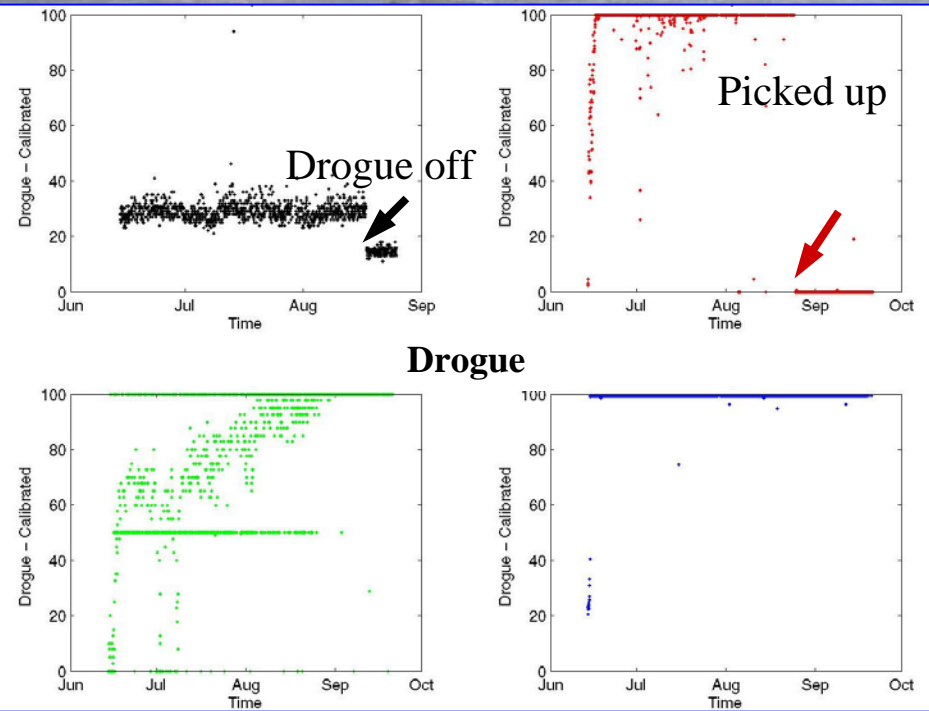 100
80
60
40
20
0
Drogue – Calibrated
Drogue off
Jun Jul Aug Sep
Time
100
80
60
40
20
0
Drogue – Calibrated
Picked up
Jun Jul Aug Sep Oct
Time
Drogue
100
80
60
40
20
0
Drogue – Calibrated
Jun Jul Aug Sep Oct
Time
100
80
60
40
20
0
Drogue – Calibrated
Jun Jul Aug Sep Oct
Time